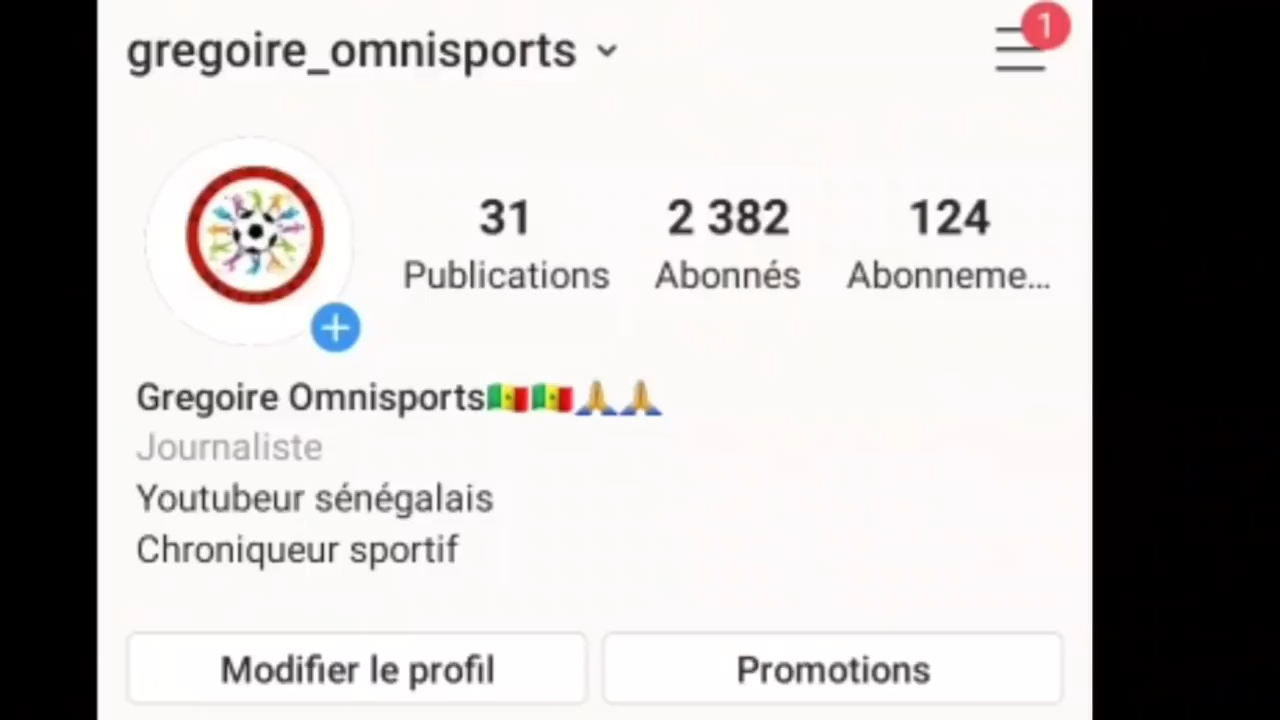 gregoire_omnisports
1
31 2 382 124
Publications Abonnés Abonneme...
Gregoire Omnisports🇸🇳🇸🇳🙏🙏
Journaliste
Youtubeur sénégalais
Chroniqueur sportif
Modifier le profil Promotions